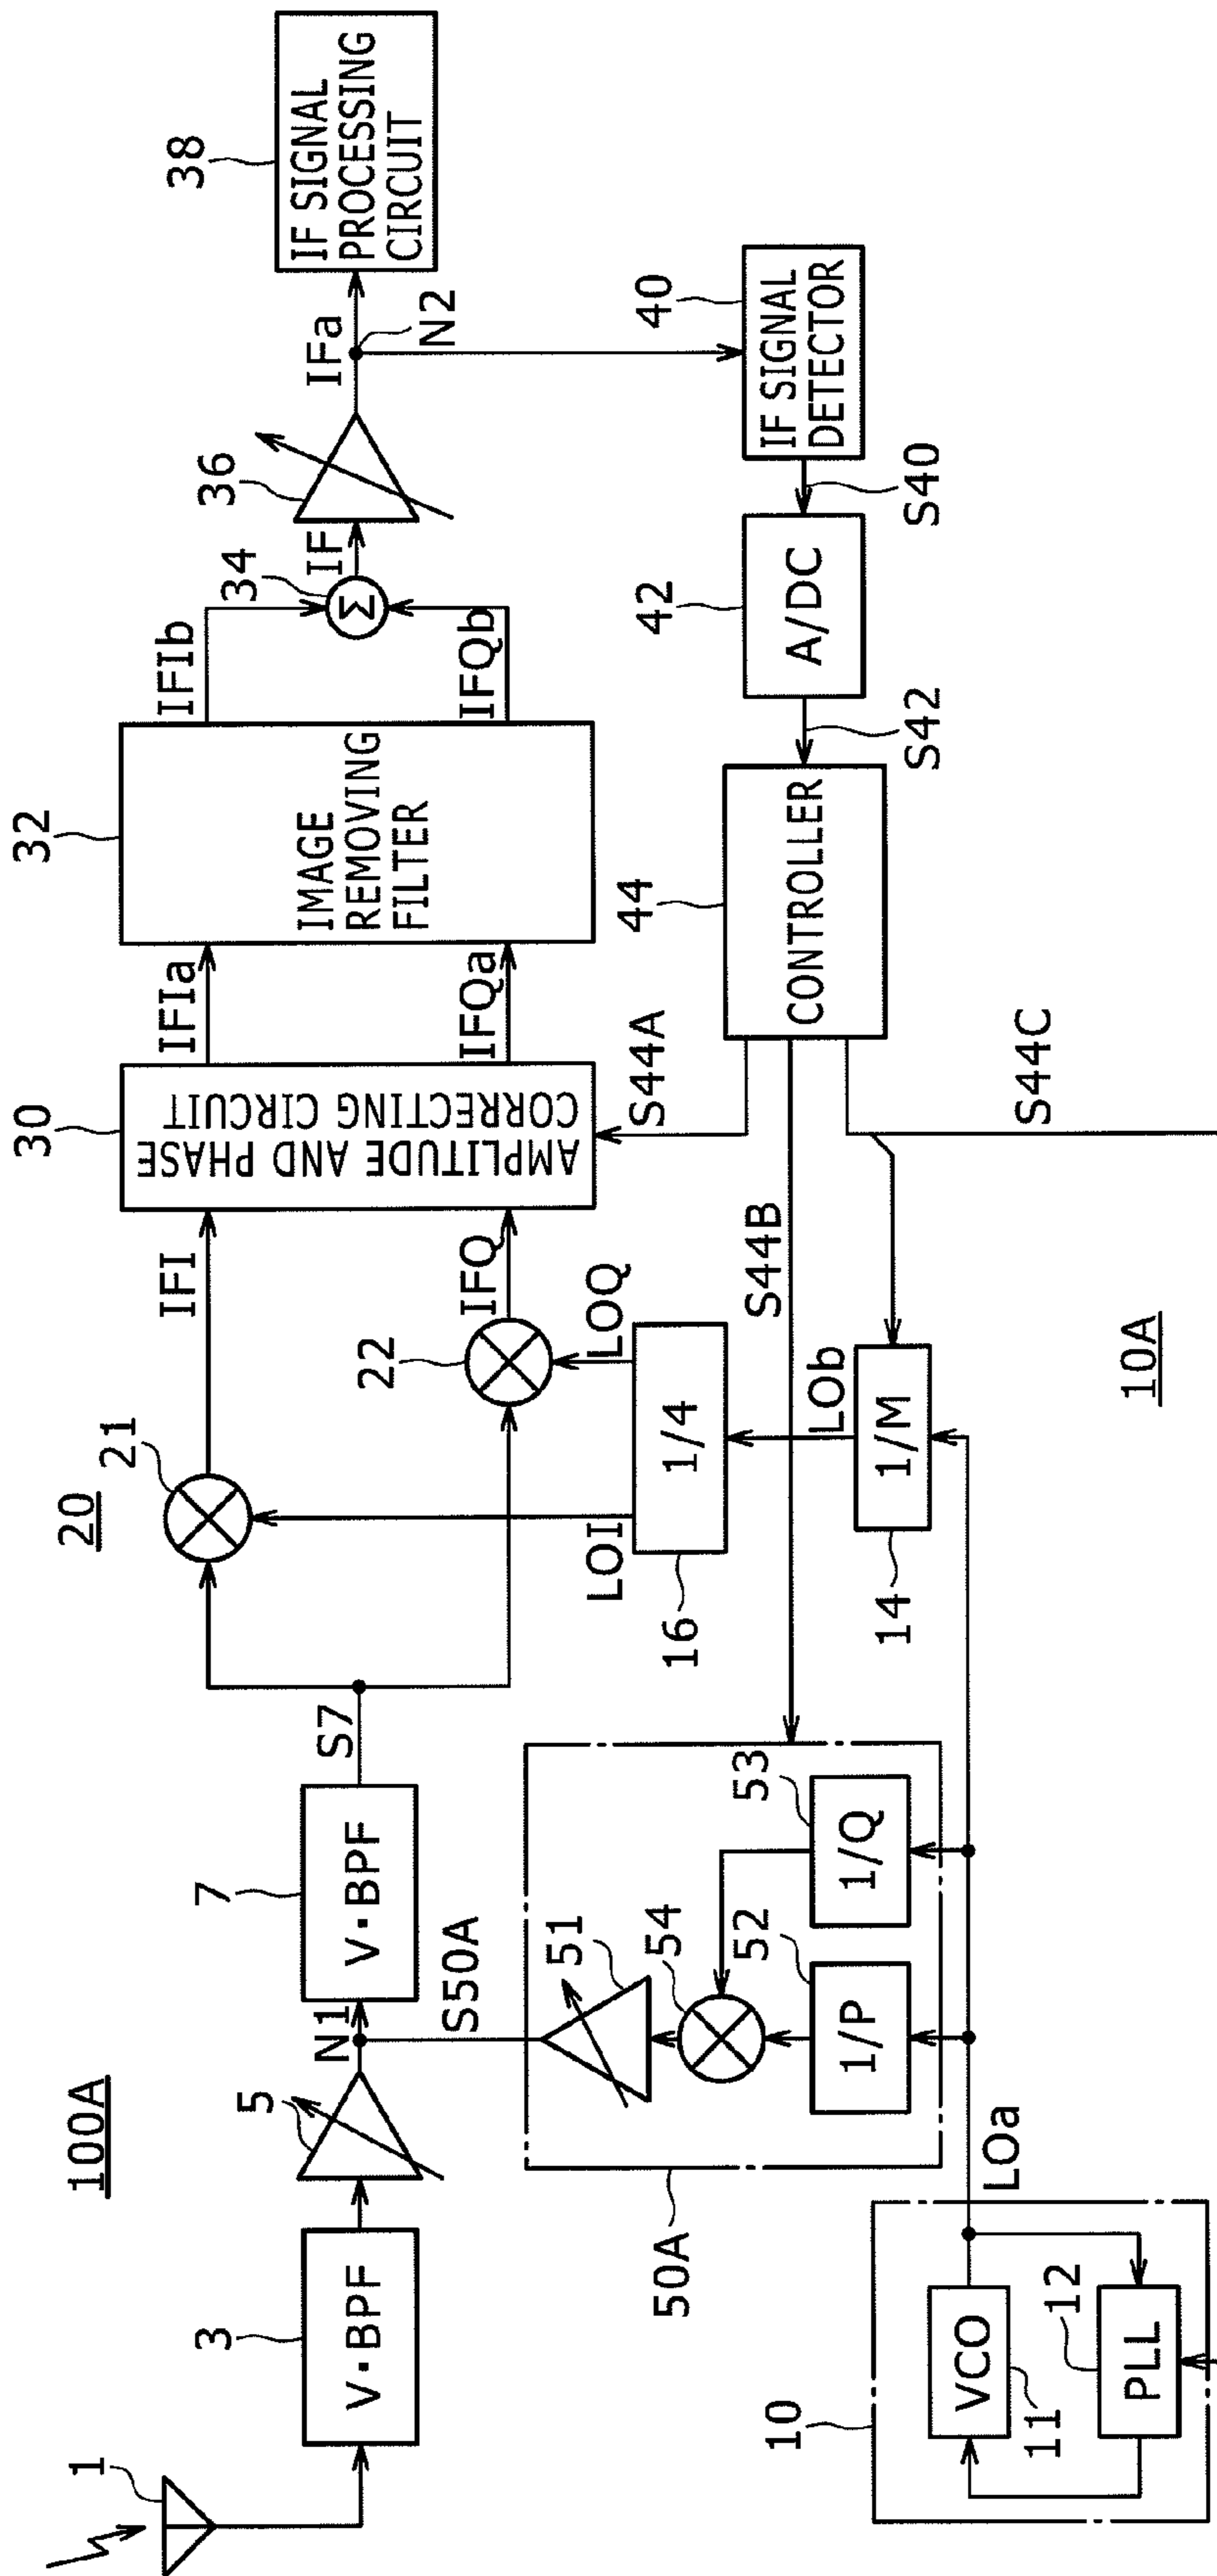 100A
1
3
V·BPF
5
N1
7
V·BPF
S7
20
21
IFI
22
IFQ
30
AMPLITUDE AND PHASE
CORRECTING CIRCUIT
IFIa
IFQa
32
IMAGE
REMOVING
FILTER
IFIb
IFQb
34
Σ
IF
36
IFa
N2
38
IF SIGNAL
PROCESSING
CIRCUIT
40
IF SIGNAL
DETECTOR
S40
42
A/DC
S42
44
CONTROLLER
S44A
S44B
S44C
LOI
LOQ
16
1/4
LOb
14
1/M
10A
S50A
50A
51
54
52
1/P
53
1/Q
LOa
10
VCO
11
12
PLL